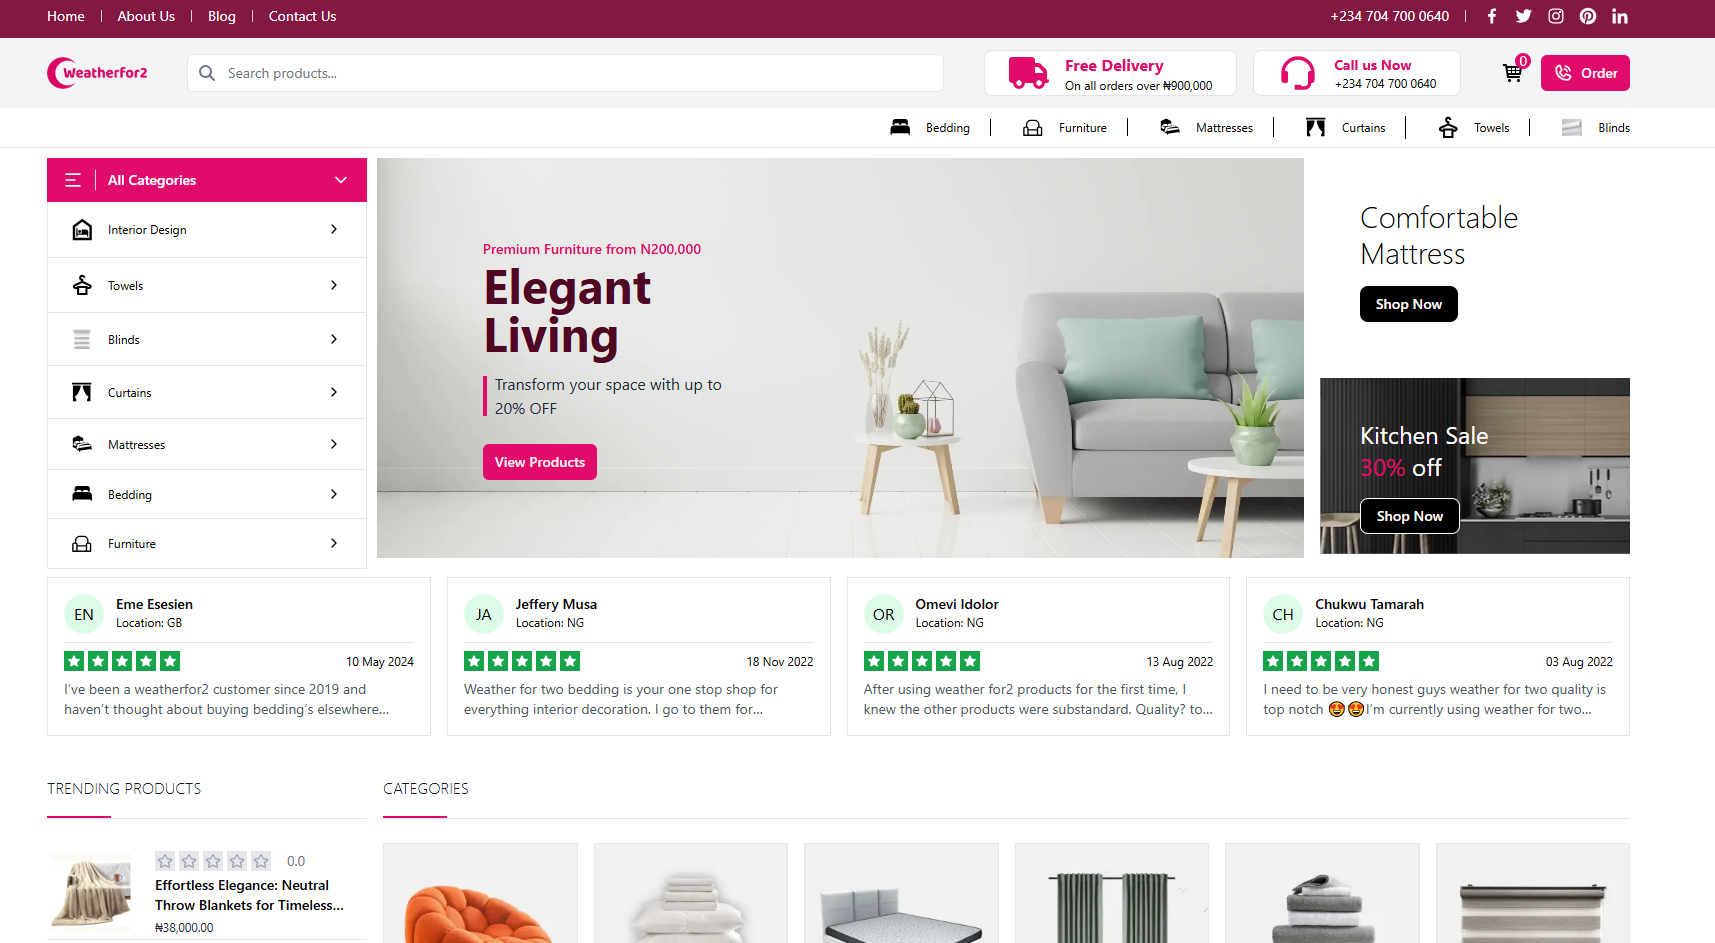 Home
About Us
Blog
Contact Us
+234 704 700 0640
Weatherfor2
Search products...
Free Delivery
On all orders over ₦900,000
Call us Now
+234 704 700 0640
0
Order
Bedding
Furniture
Mattresses
Curtains
Towels
Blinds
All Categories
Interior Design
Towels
Blinds
Curtains
Mattresses
Bedding
Furniture
Premium Furniture from N200,000
Elegant
Living
Transform your space with up to
20% OFF
View Products
Comfortable
Mattress
Shop Now
Kitchen Sale
30% off
Shop Now
EN
Eme Esesien
Location: GB
10 May 2024
I've been a weatherfor2 customer since 2019 and
haven't thought about buying bedding's elsewhere...
JA
Jeffery Musa
Location: NG
18 Nov 2022
Weather for two bedding is your one stop shop for
everything interior decoration. I go to them for...
OR
Omevi Idolor
Location: NG
13 Aug 2022
After using weather for2 products for the first time, I
knew the other products were substandard. Quality? to...
CH
Chukwu Tamarah
Location: NG
03 Aug 2022
I need to be very honest guys weather for two quality is
top notch 🤩🤩I'm currently using weather for two...
TRENDING PRODUCTS
0.0
Effortless Elegance: Neutral
Throw Blankets for Timeless...
₦38,000.00
CATEGORIES